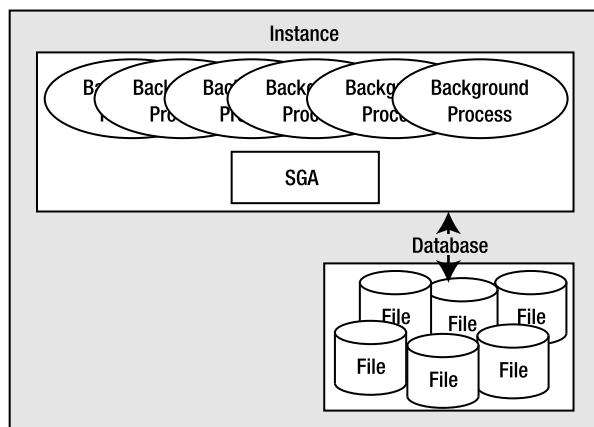 Instance
Background
Process
SGA
Database
File
File
File
File
File
File